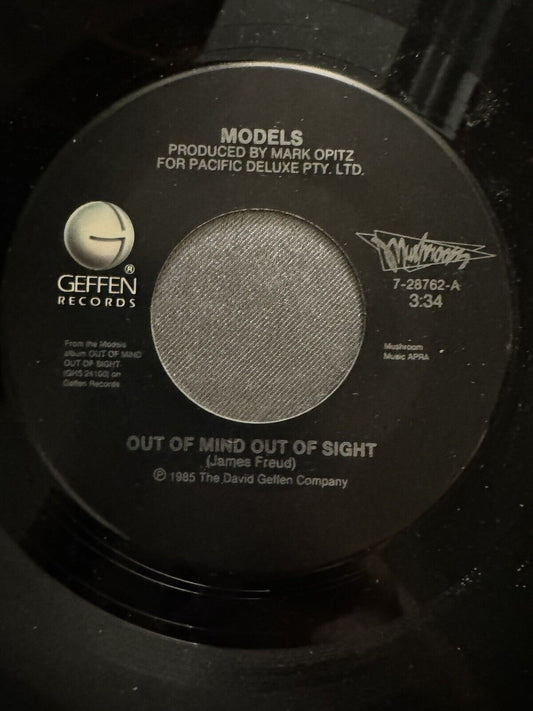 MODELS
PRODUCED BY MARK OPITZ
FOR PACIFIC DELUXE PTY. LTD.
G
GEFFEN ®
RECORDS
Mushroom
7-28762-A
3:34
From the Models
album OUT OF MIND
OUT OF SIGHT
(GHS 24100) on
Geffen Records
Mushroom
Music APRA
OUT OF MIND OUT OF SIGHT
(James Freud)
℗ 1985 The David Geffen Company